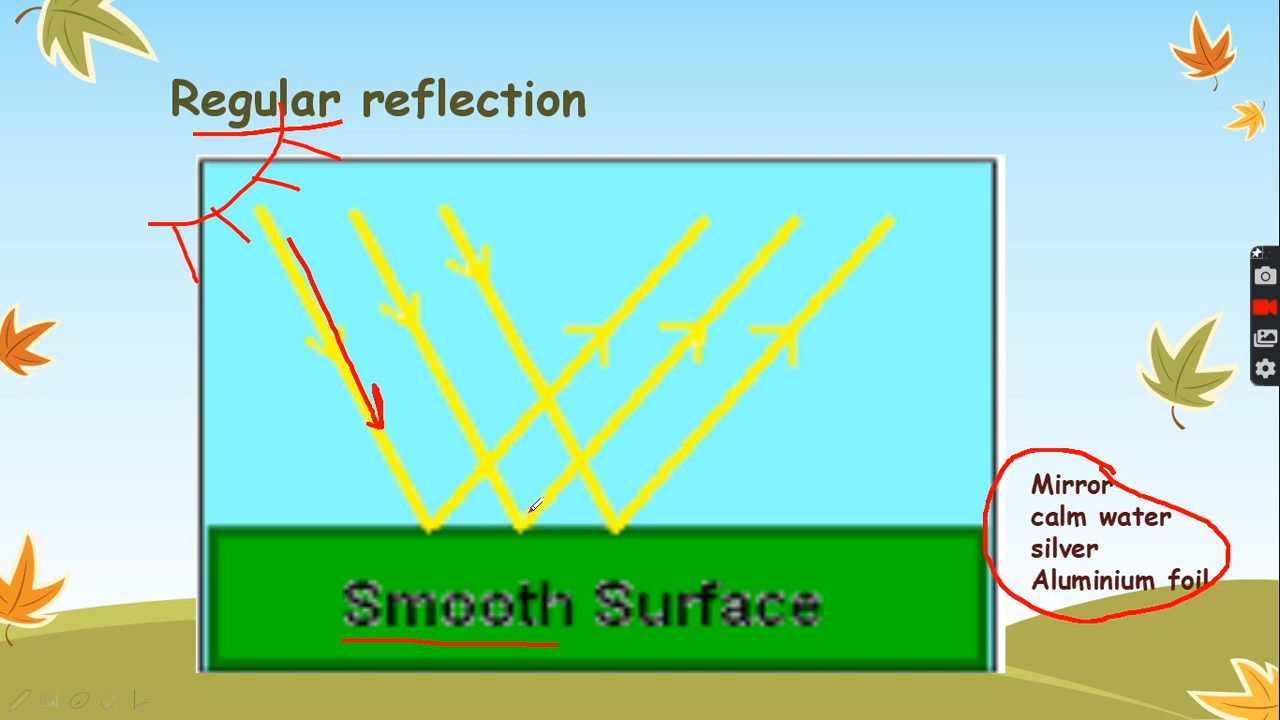 Regular reflection
Smooth Surface
Mirror
calm water
silver
Aluminium foil